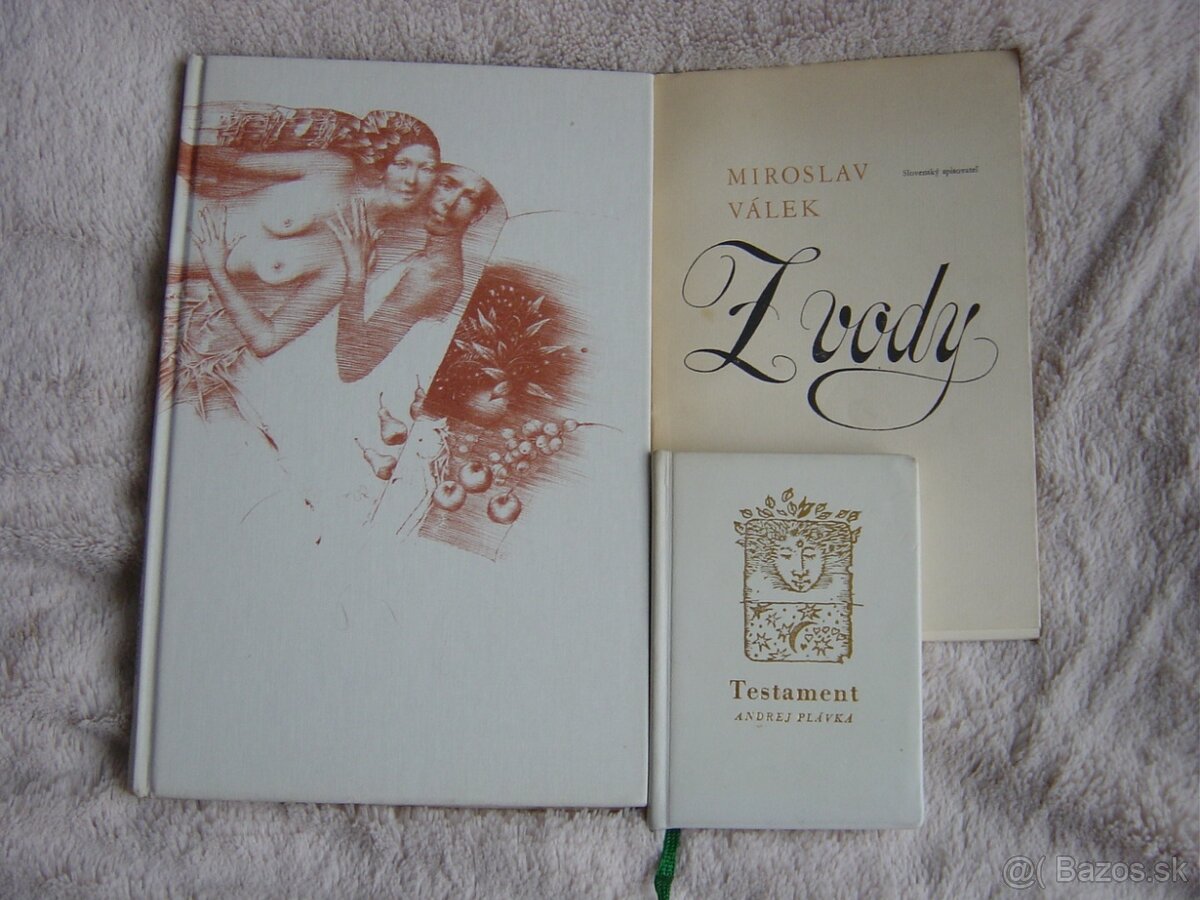 MIROSLAV
VÁLEK
Slovenský spisovateľ
Z vody
Testament
ANDREJ PLÁVKA
@( Bazos.sk